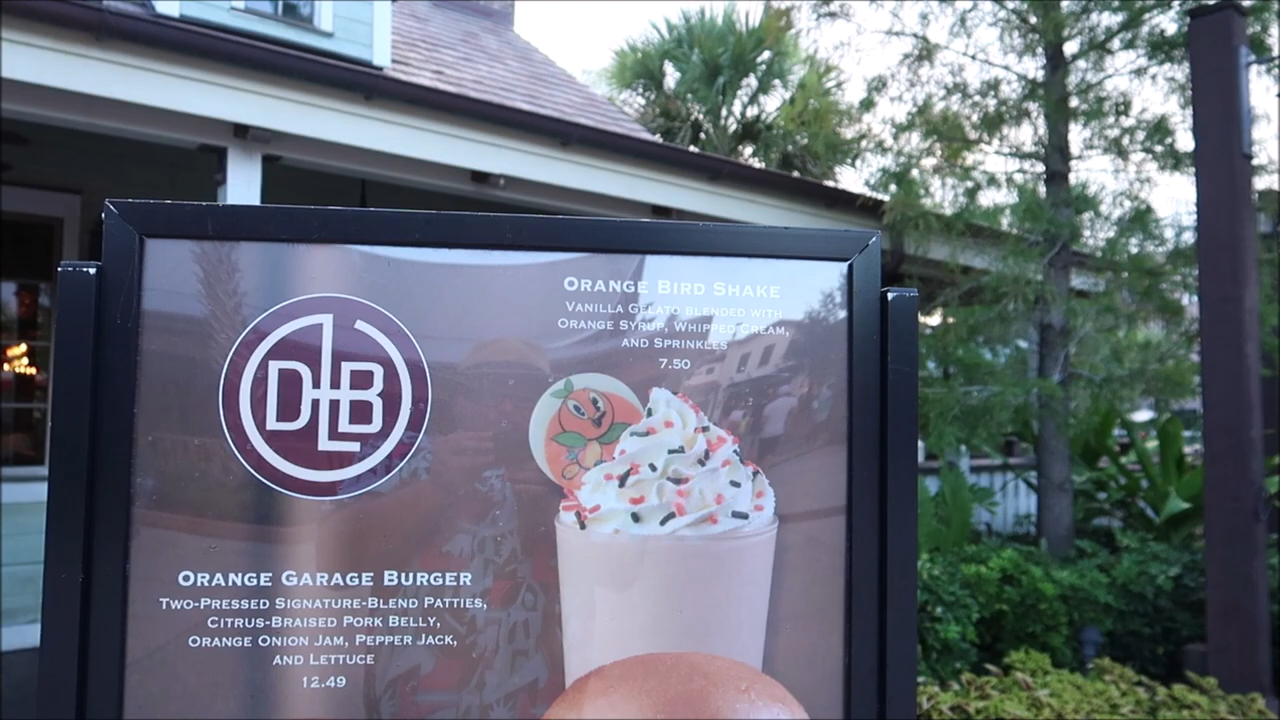 DLB
ORANGE BIRD SHAKE
VANILLA GELATO BLENDED WITH
ORANGE SYRUP, WHIPPED CREAM,
AND SPRINKLES
7.50
ORANGE GARAGE BURGER
TWO-PRESSED SIGNATURE-BLEND PATTIES,
CITRUS-BRAISED PORK BELLY,
ORANGE ONION JAM, PEPPER JACK,
AND LETTUCE
12.49